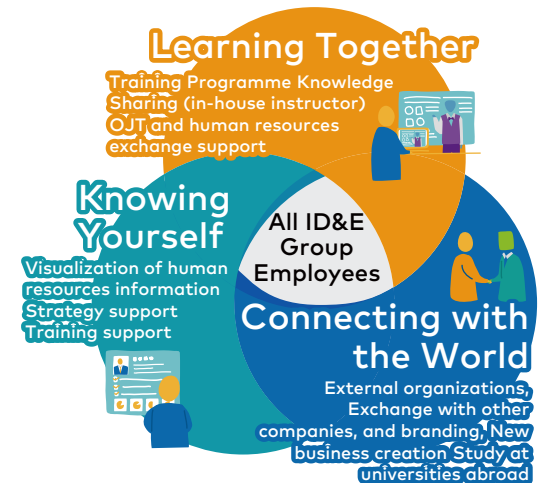 Learning Together
Training Programme Knowledge
Sharing (in-house instructor)
OJT and human resources
exchange support
Knowing
Yourself
Visualization of human
resources information
Strategy support
Training support
All ID&E
Group
Employees
Connecting with
the World
External organizations,
Exchange with other
companies, and branding, New
business creation Study at
universities abroad